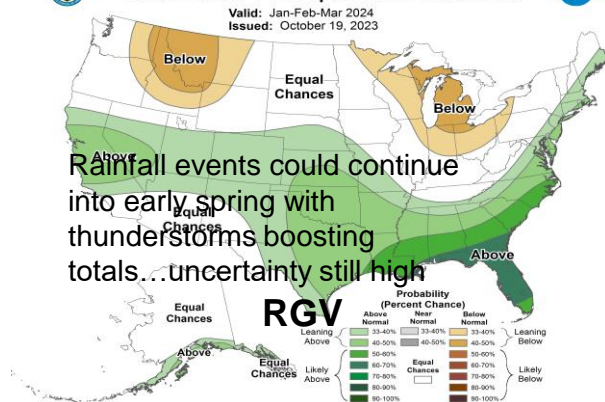 Valid: Jan-Feb-Mar 2024
Issued: October 19, 2023
Below
Equal
Chances
Below
Above
Rainfall events could continue
into early spring with
Equal
Chances
thunderstorms boosting
totals...uncertainty still high
Above
RGV
Equal
Chances
Above
Equal
Chances
Probability
(Percent Chance)
Above
Normal
Near
Normal
Below
Normal
Leaning
Above
33-40%
33-40%
33-40%
Leaning
Below
40-50%
40-50%
40-50%
Likely
Above
50-60%
Equal
Chances
50-60%
Likely
Below
60-70%
60-70%
70-80%
70-80%
80-90%
80-90%
90-100%
90-100%